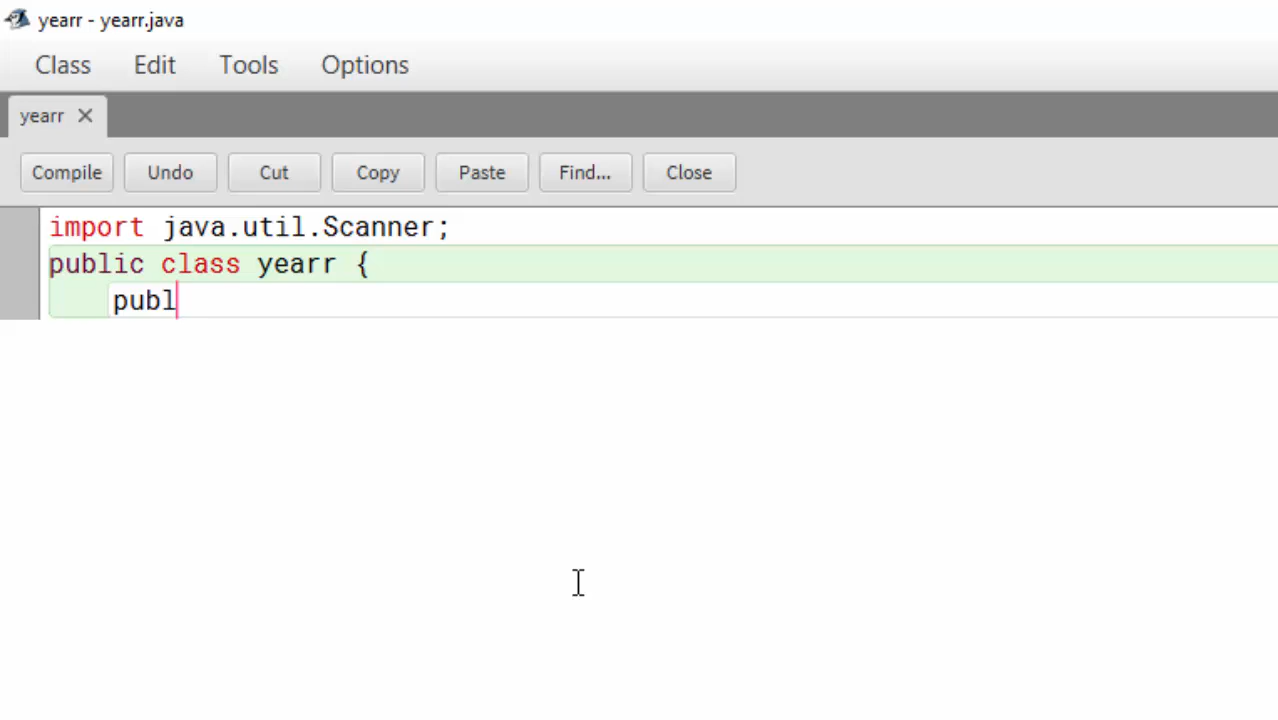 yearr - yearr.java
Class Edit Tools Options
yearr
Compile Undo Cut Copy Paste Find... Close
import java.util.Scanner;
public class yearr {
    publ